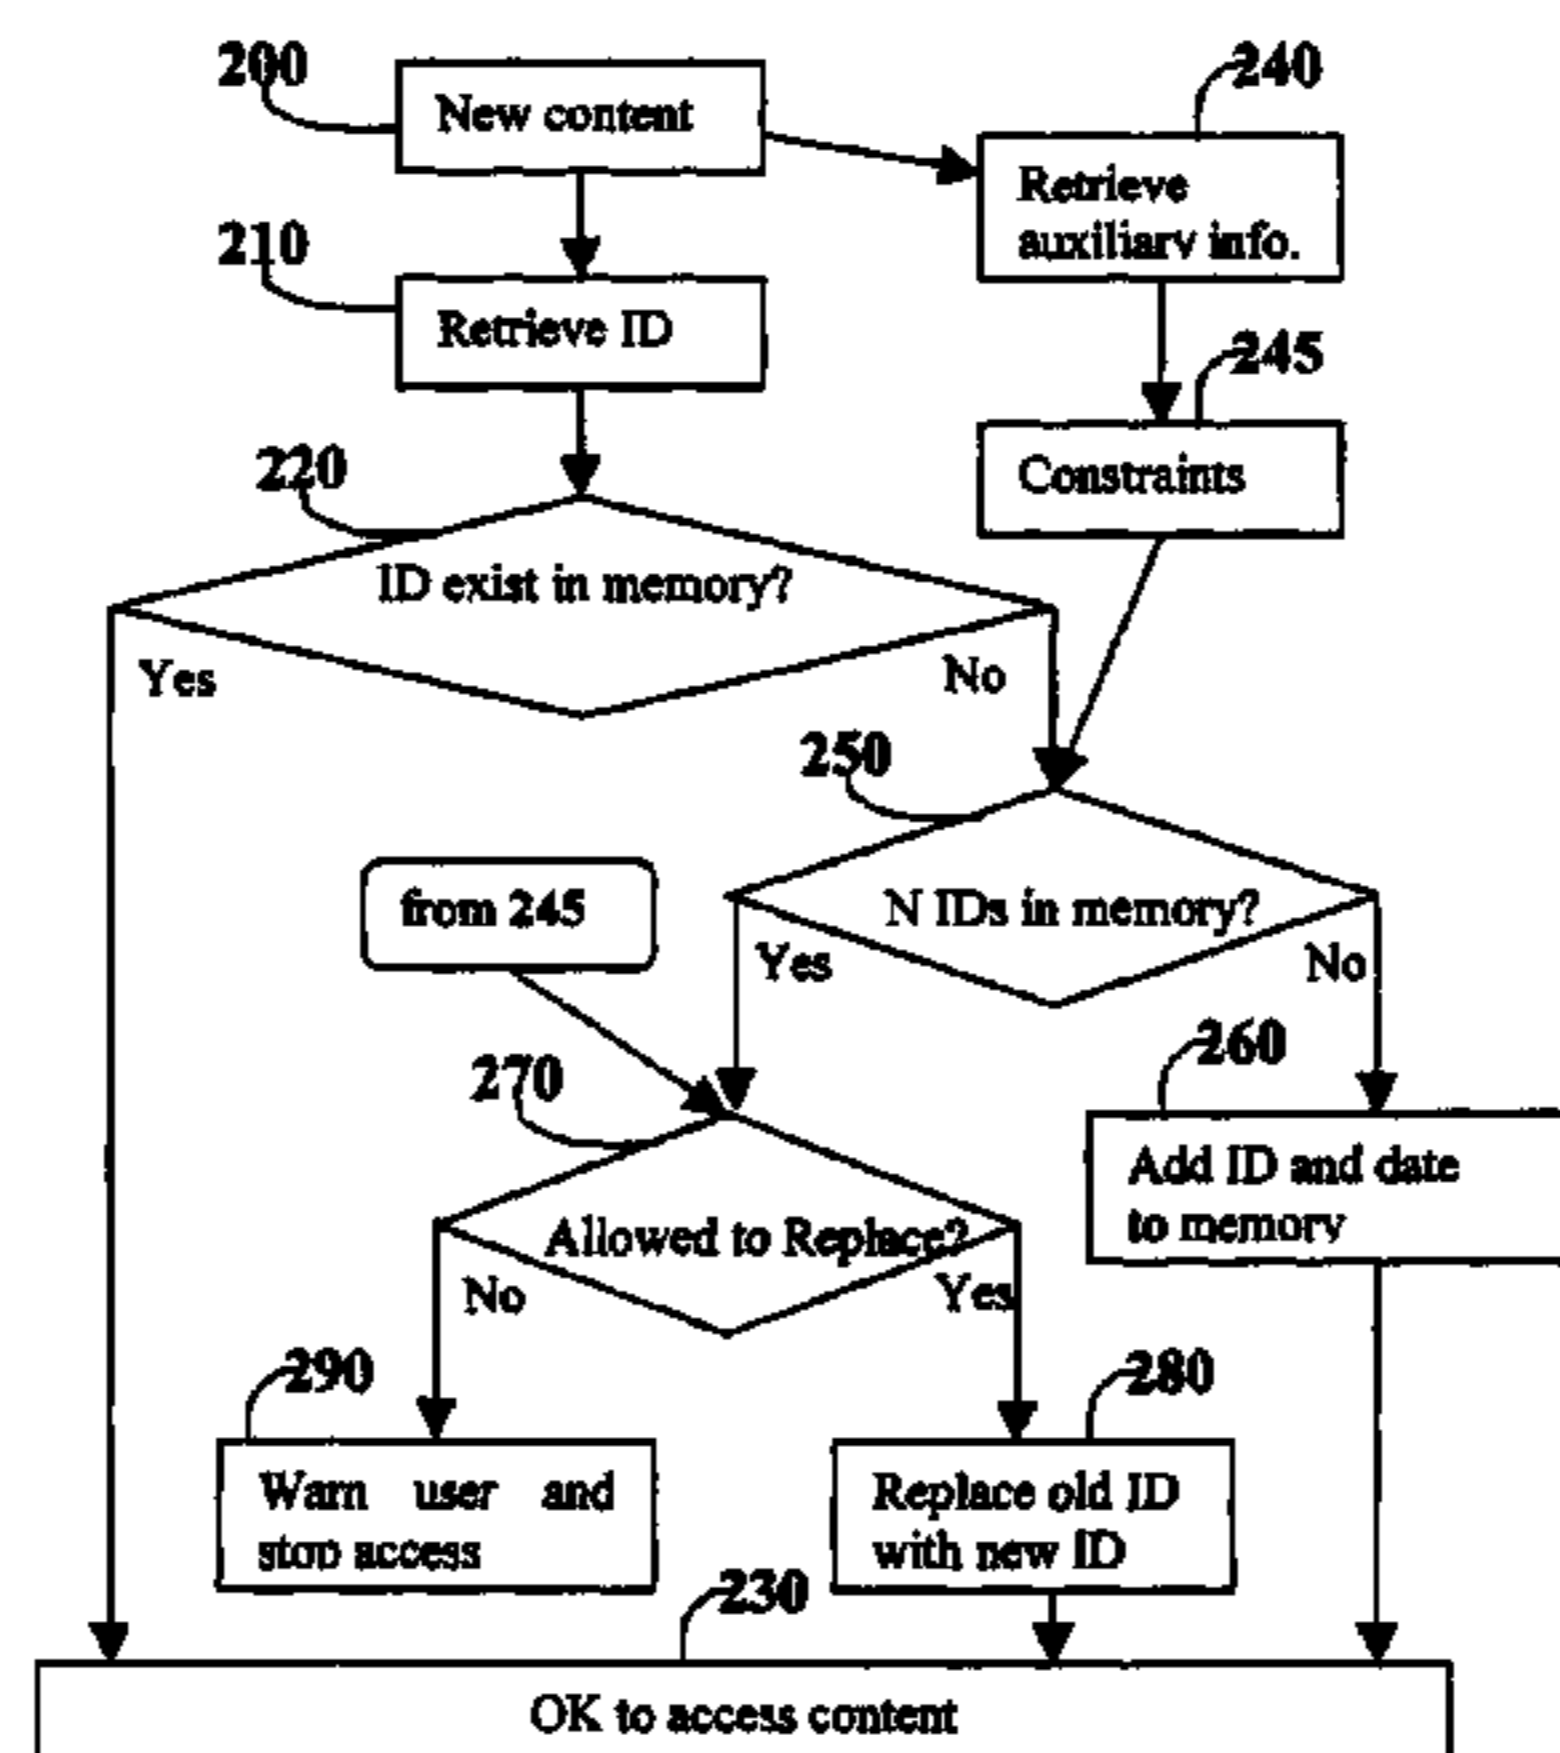 200
New content
240
Retrieve
auxiliary info.
210
Retrieve ID
245
Constraints
220
ID exist in memory?
Yes
No
250
N IDs in memory?
from 245
Yes
No
260
Add ID and date
to memory
270
Allowed to Replace?
No
Yes
290
Warn user and
stop access
280
Replace old ID
with new ID
230
OK to access content